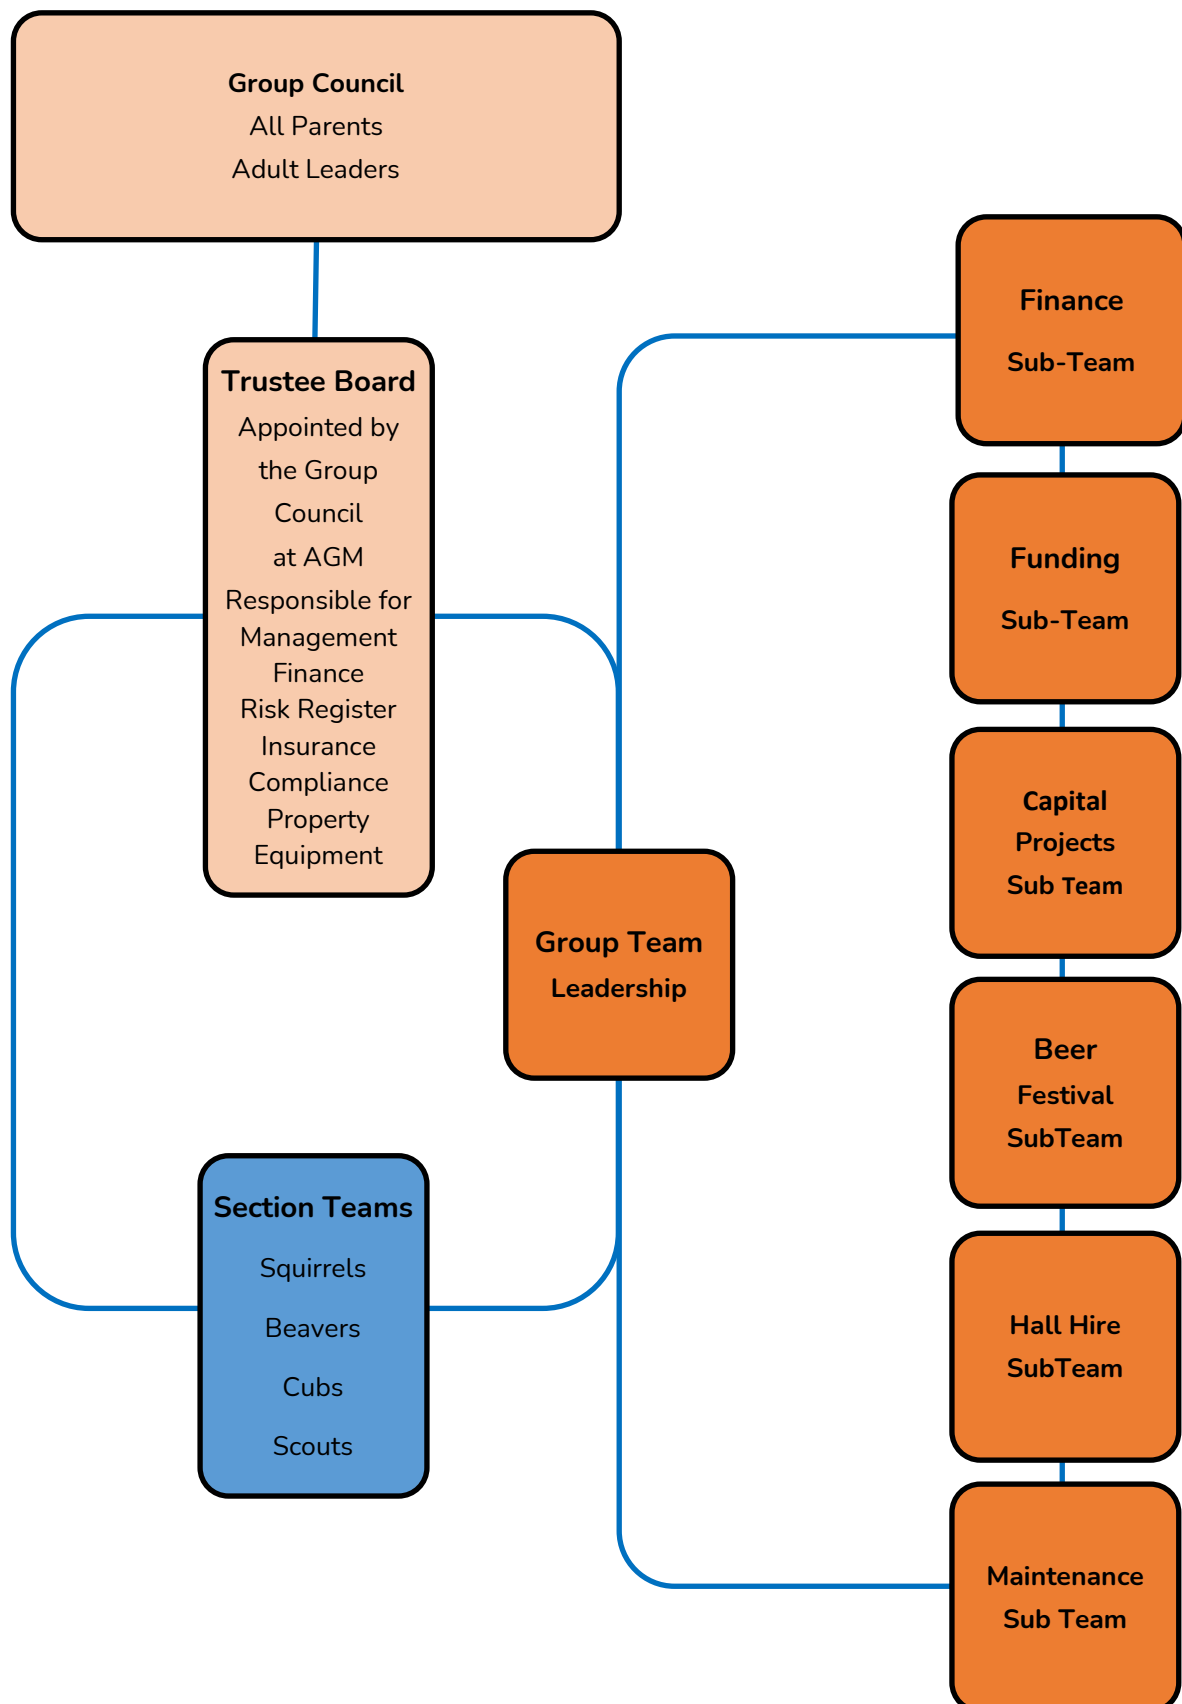 Group Council
All Parents
Adult Leaders
Trustee Board
Appointed by
the Group
Council
at AGM
Responsible for
Management
Finance
Risk Register
Insurance
Compliance
Property
Equipment
Group Team
Leadership
Section Teams
Squirrels
Beavers
Cubs
Scouts
Finance
Sub-Team
Funding
Sub-Team
Capital
Projects
Sub Team
Beer
Festival
SubTeam
Hall Hire
SubTeam
Maintenance
Sub Team